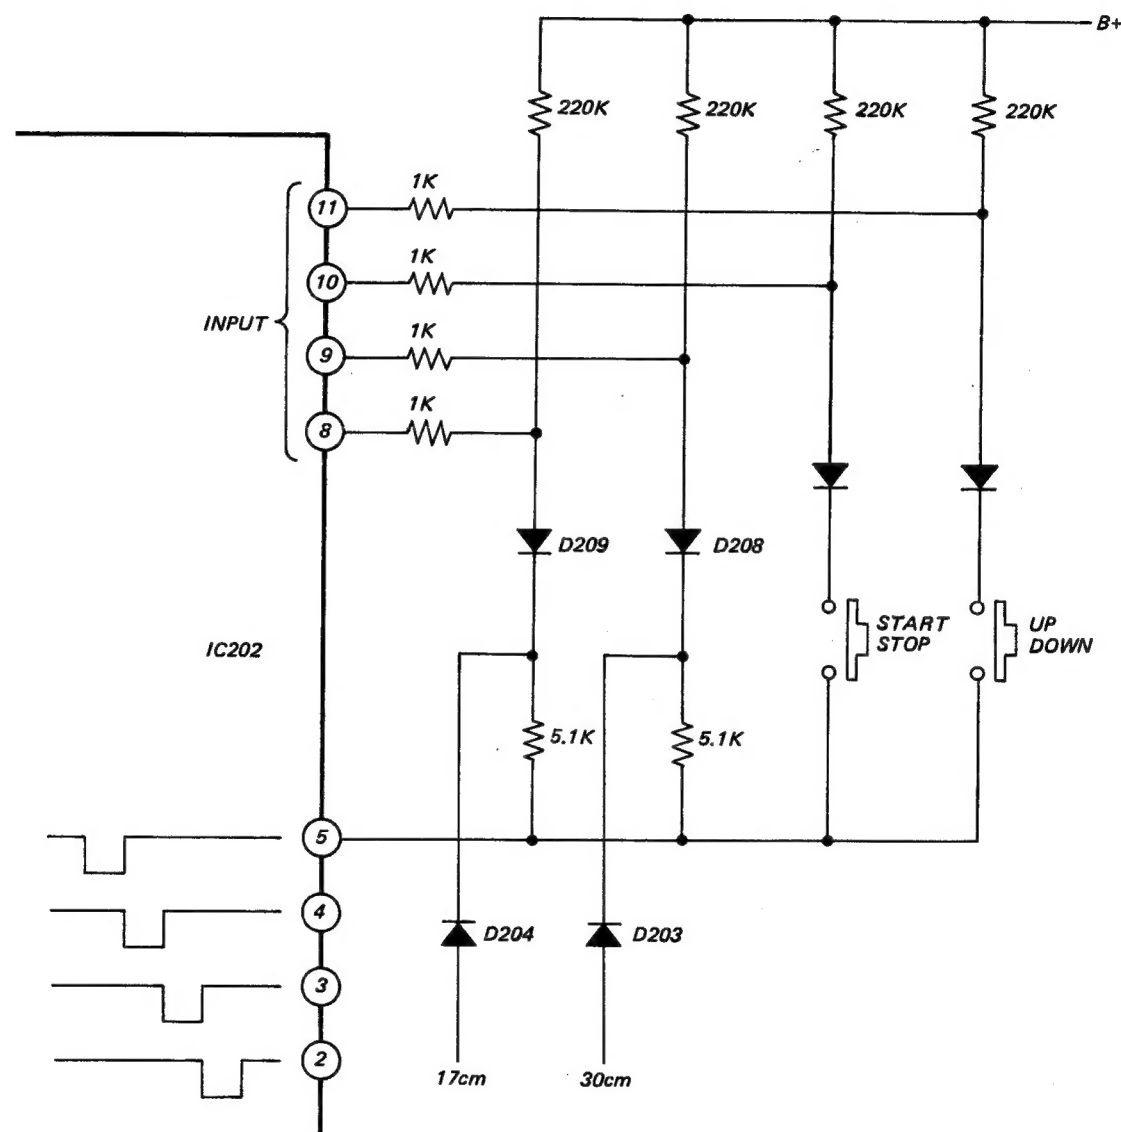 B+
220K
220K
220K
220K
1K
11
1K
10
INPUT
1K
9
1K
8
D209
D208
START
STOP
UP
DOWN
IC202
5.1K
5.1K
5
4
D204
D203
3
2
17cm
30cm